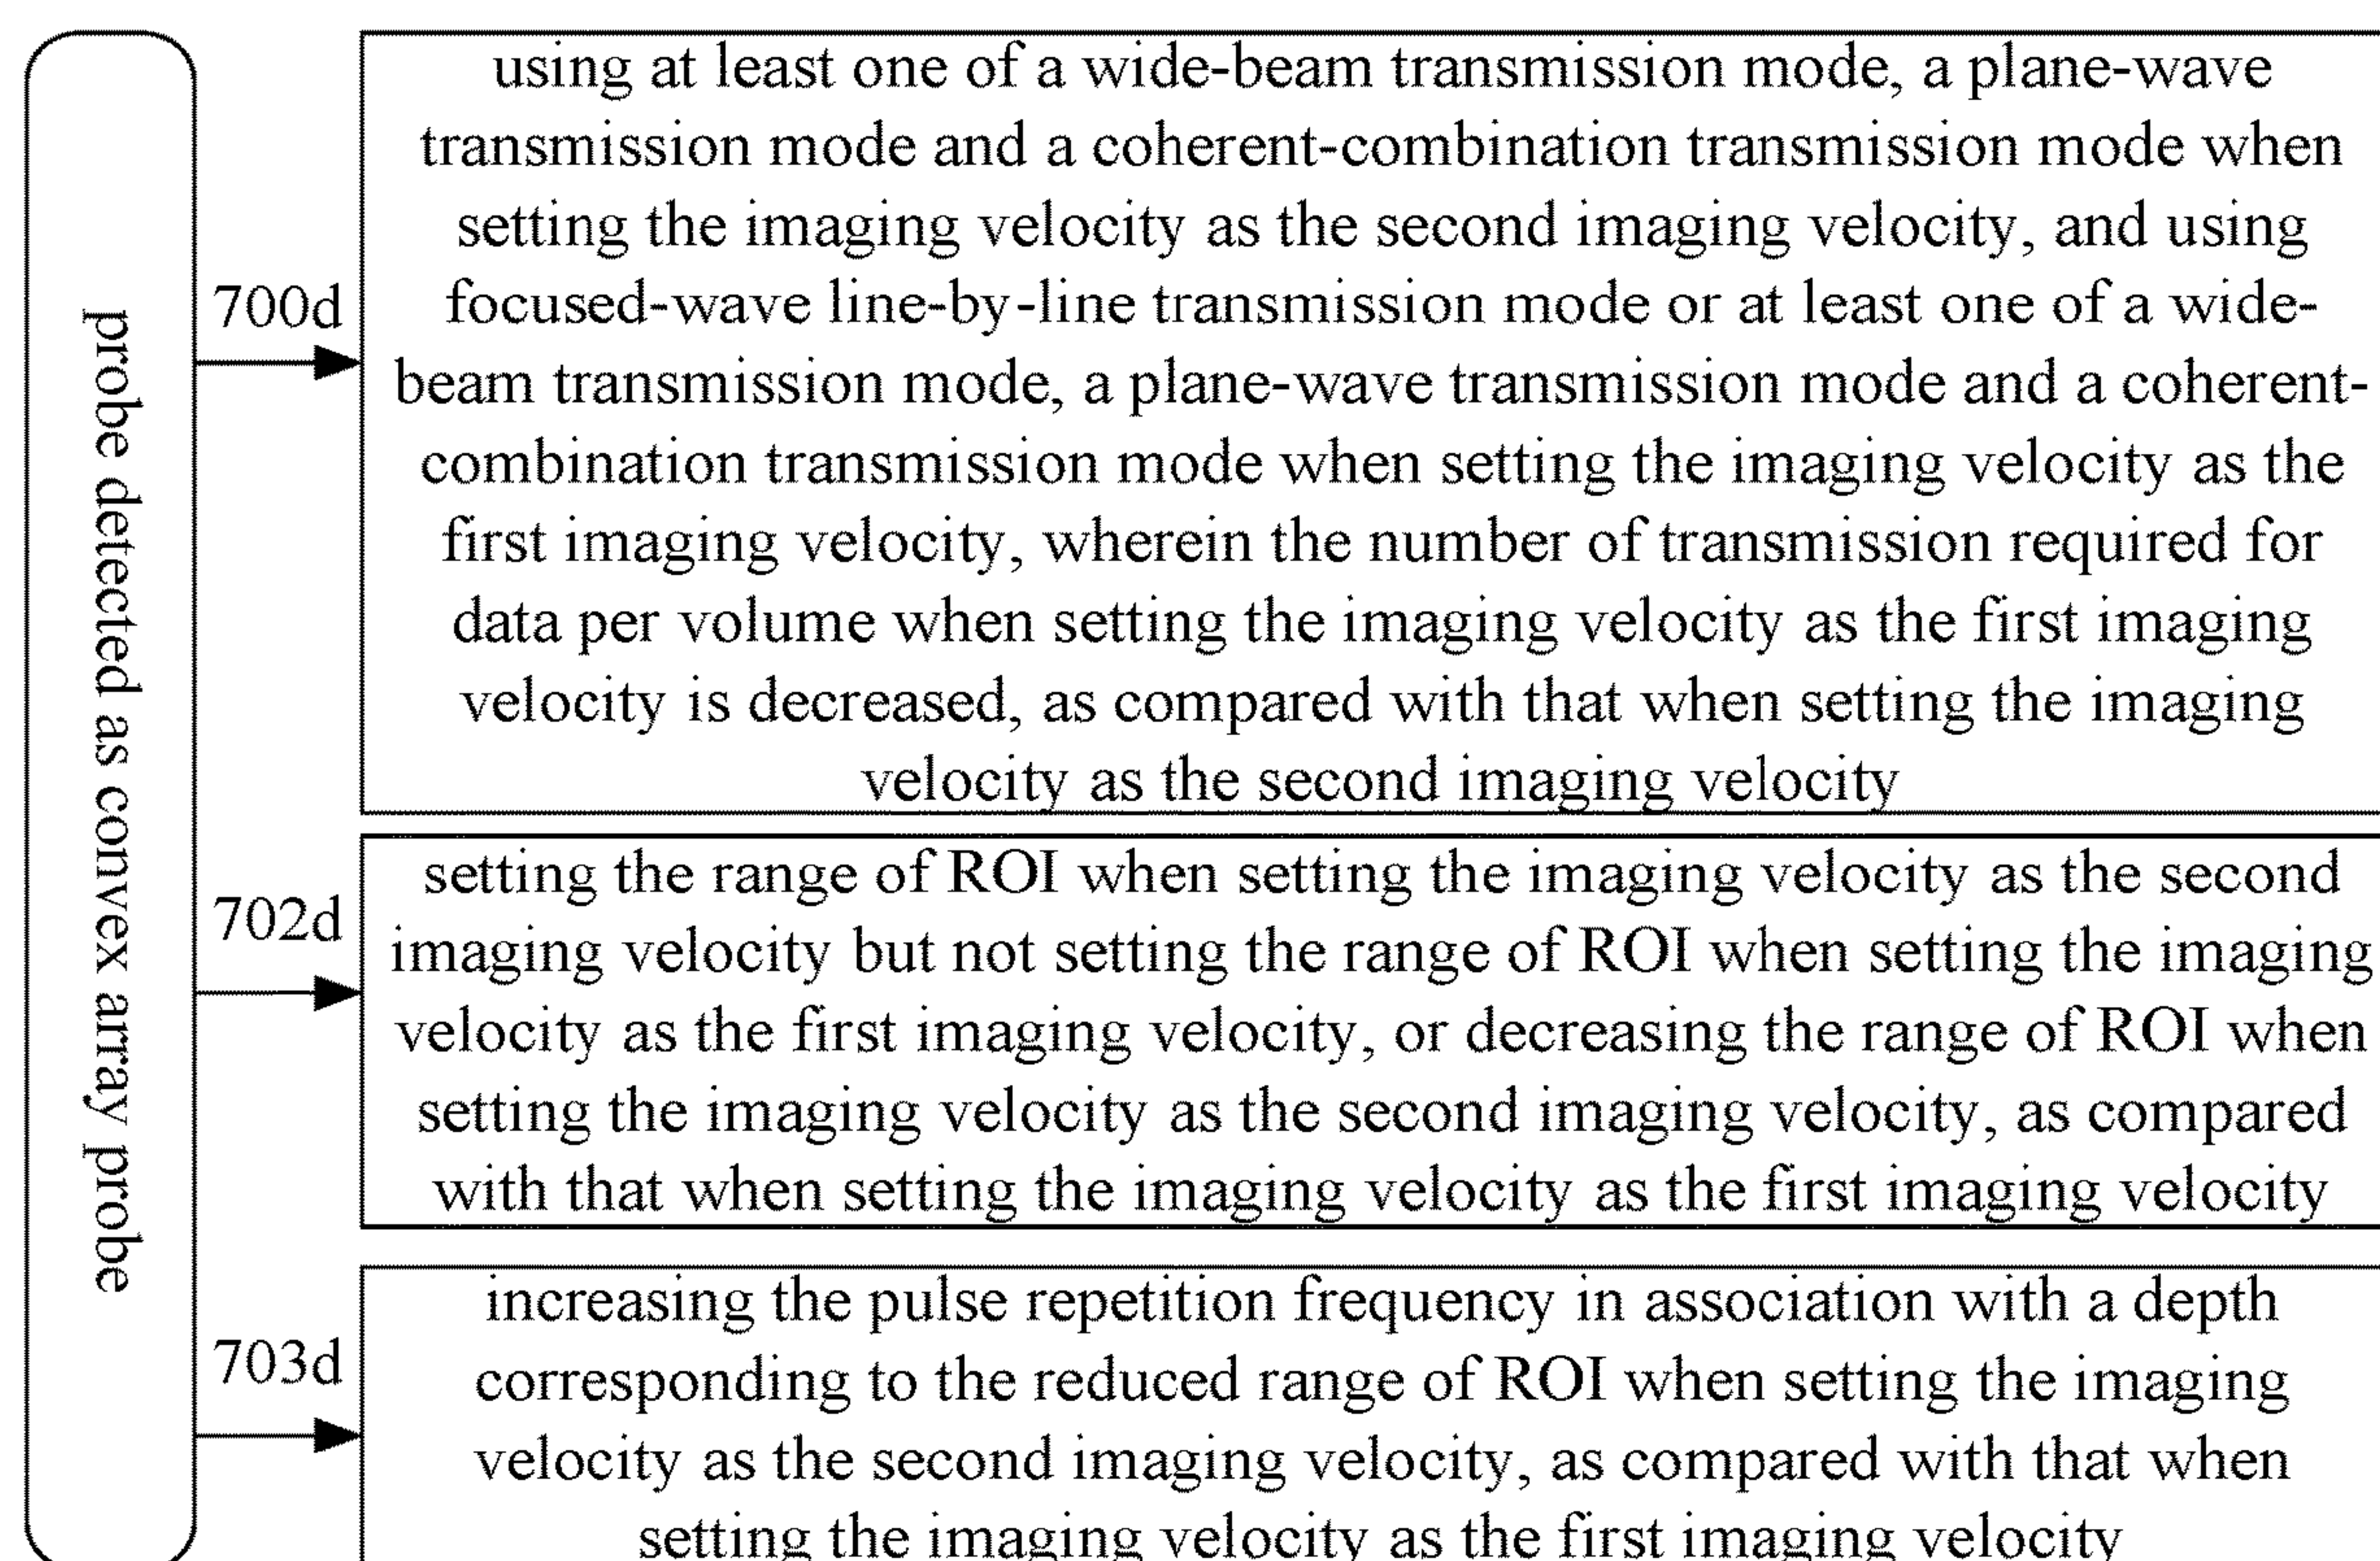 probe detected as convex array probe
700d
using at least one of a wide-beam transmission mode, a plane-wave
transmission mode and a coherent-combination transmission mode when
setting the imaging velocity as the second imaging velocity, and using
focused-wave line-by-line transmission mode or at least one of a wide-
beam transmission mode, a plane-wave transmission mode and a coherent-
combination transmission mode when setting the imaging velocity as the
first imaging velocity, wherein the number of transmission required for
data per volume when setting the imaging velocity as the first imaging
velocity is decreased, as compared with that when setting the imaging
velocity as the second imaging velocity
702d
setting the range of ROI when setting the imaging velocity as the second
imaging velocity but not setting the range of ROI when setting the imaging
velocity as the first imaging velocity, or decreasing the range of ROI when
setting the imaging velocity as the second imaging velocity, as compared
with that when setting the imaging velocity as the first imaging velocity
703d
increasing the pulse repetition frequency in association with a depth
corresponding to the reduced range of ROI when setting the imaging
velocity as the second imaging velocity, as compared with that when
setting the imaging velocity as the first imaging velocity